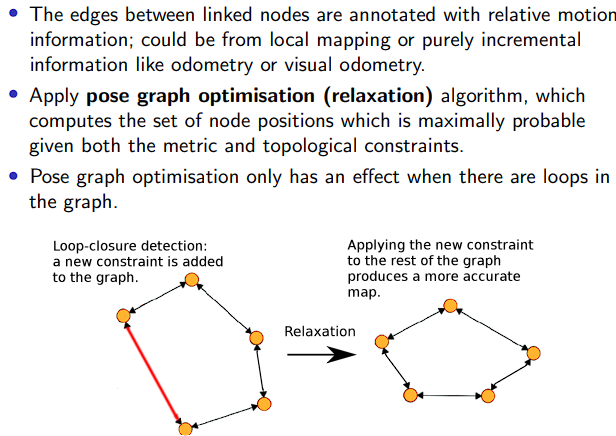 • The edges between linked nodes are annotated with relative motion
information; could be from local mapping or purely incremental
information like odometry or visual odometry.
• Apply pose graph optimisation (relaxation) algorithm, which
computes the set of node positions which is maximally probable
given both the metric and topological constraints.
• Pose graph optimisation only has an effect when there are loops in
the graph.
Loop-closure detection:
a new constraint is added
to the graph.
Relaxation
Applying the new constraint
to the rest of the graph
produces a more accurate
map.